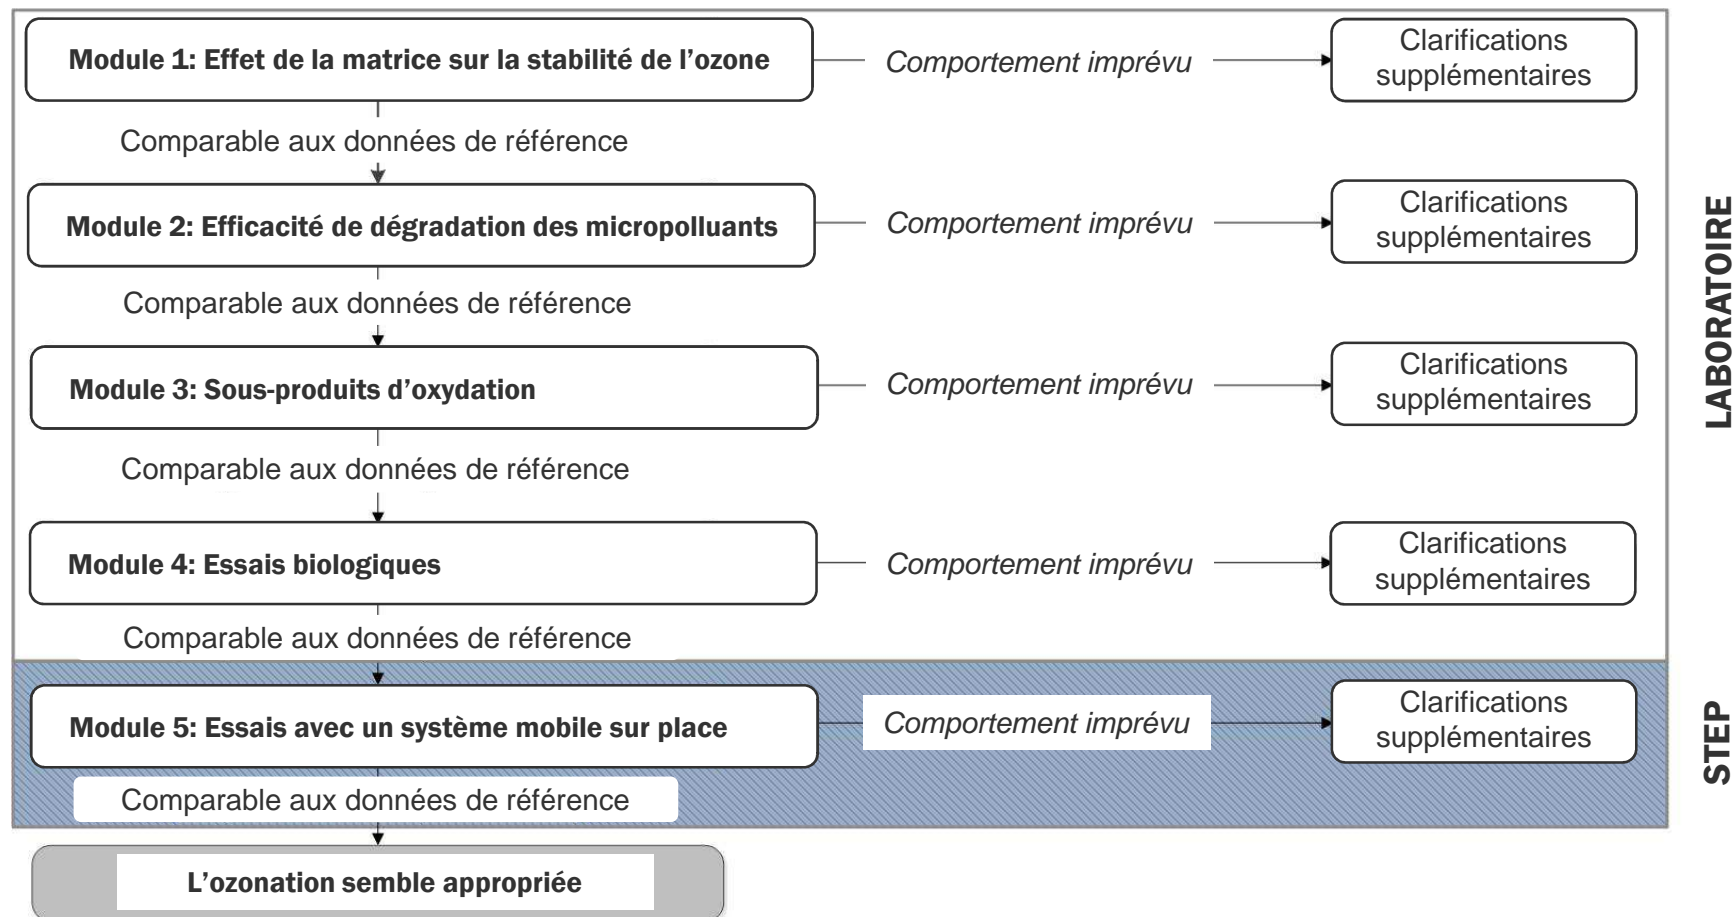 Module 1: Effet de la matrice sur la stabilité de l’ozone
Comportement imprévu
Clarifications
supplémentaires
Comparable aux données de référence
Module 2: Efficacité de dégradation des micropolluants
Comportement imprévu
Clarifications
supplémentaires
Comparable aux données de référence
Module 3: Sous-produits d’oxydation
Comportement imprévu
Clarifications
supplémentaires
Comparable aux données de référence
Module 4: Essais biologiques
Comportement imprévu
Clarifications
supplémentaires
Comparable aux données de référence
LABORATOIRE
Module 5: Essais avec un système mobile sur place
Comportement imprévu
Clarifications
supplémentaires
Comparable aux données de référence
STEP
L’ozonation semble appropriée